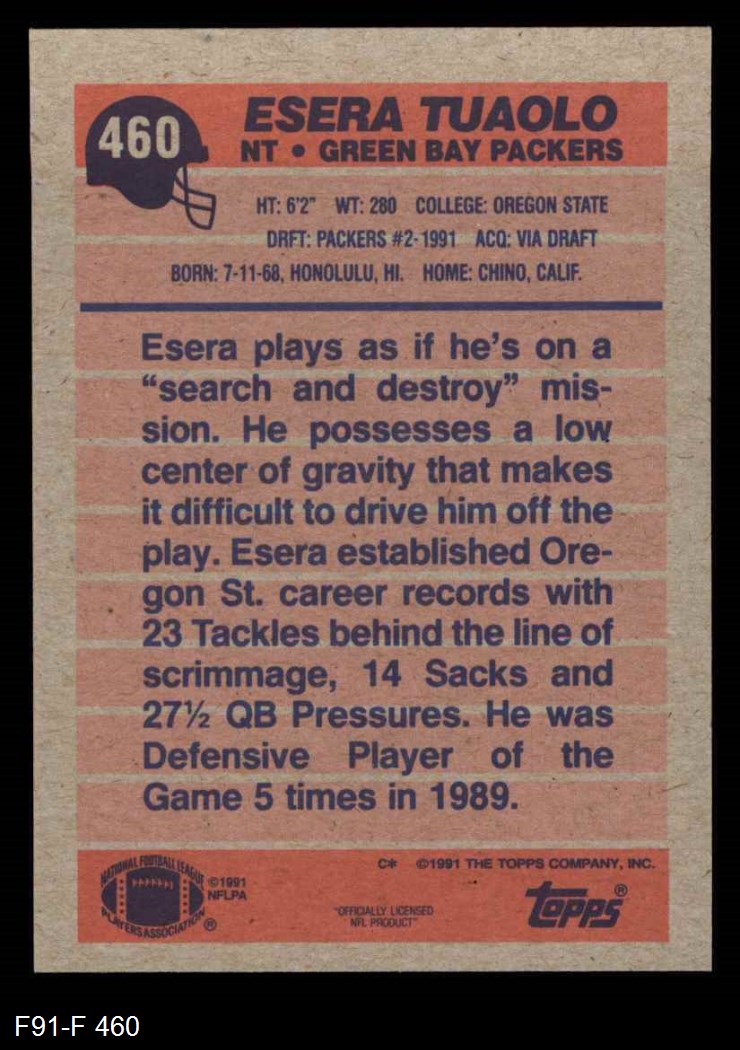 460
ESERA TUAOLO
NT • GREEN BAY PACKERS
HT: 6'2" WT: 280 COLLEGE: OREGON STATE
DRFT: PACKERS #2-1991 ACQ: VIA DRAFT
BORN: 7-11-68, HONOLULU, HI. HOME: CHINO, CALIF.
Esera plays as if he's on a
“search and destroy” mis-
sion. He possesses a low
center of gravity that makes
it difficult to drive him off the
play. Esera established Ore-
gon St. career records with
23 Tackles behind the line of
scrimmage, 14 Sacks and
27½ QB Pressures. He was
Defensive Player of the
Game 5 times in 1989.
NATIONAL FOOTBALL LEAGUE
PLAYERS ASSOCIATION ®
©1991
NFLPA
C* ©1991 THE TOPPS COMPANY, INC.
"OFFICIALLY LICENSED
NFL PRODUCT"
topps®
F91-F 460